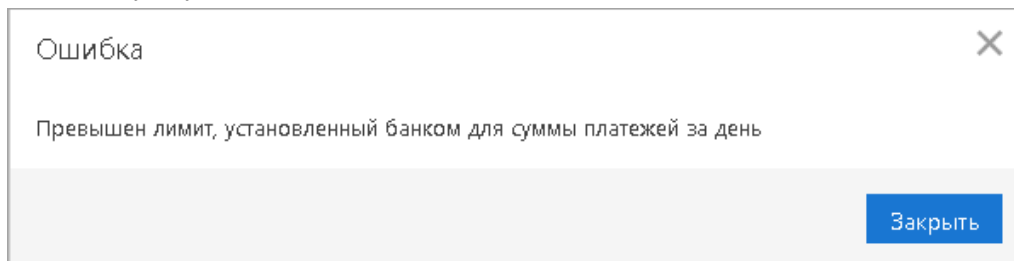 Ошибка
Превышен лимит, установленный банком для суммы платежей за день
Закрыть